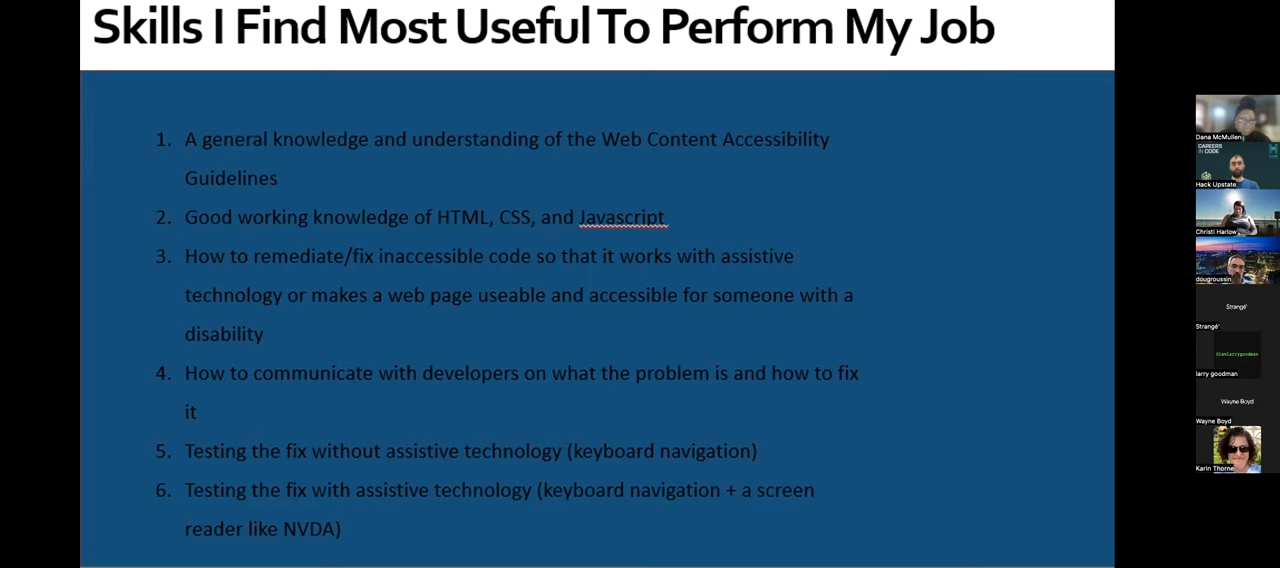 Skills I Find Most Useful To Perform My Job
1. A general knowledge and understanding of the Web Content Accessibility
Guidelines
2. Good working knowledge of HTML, CSS, and Javascript
3. How to remediate/fix inaccessible code so that it works with assistive
technology or makes a web page useable and accessible for someone with a
disability
4. How to communicate with developers on what the problem is and how to fix
it
5. Testing the fix without assistive technology (keyboard navigation)
6. Testing the fix with assistive technology (keyboard navigation + a screen
reader like NVDA)
Dana McMullen
CAREERS
IN CODE
Hack Upstate
Christi Harlow
dougroussin
Strangé'
Strangé'
@iamlarrygoodman
larry goodman
Wayne Boyd
Wayne Boyd
Karin Thorne